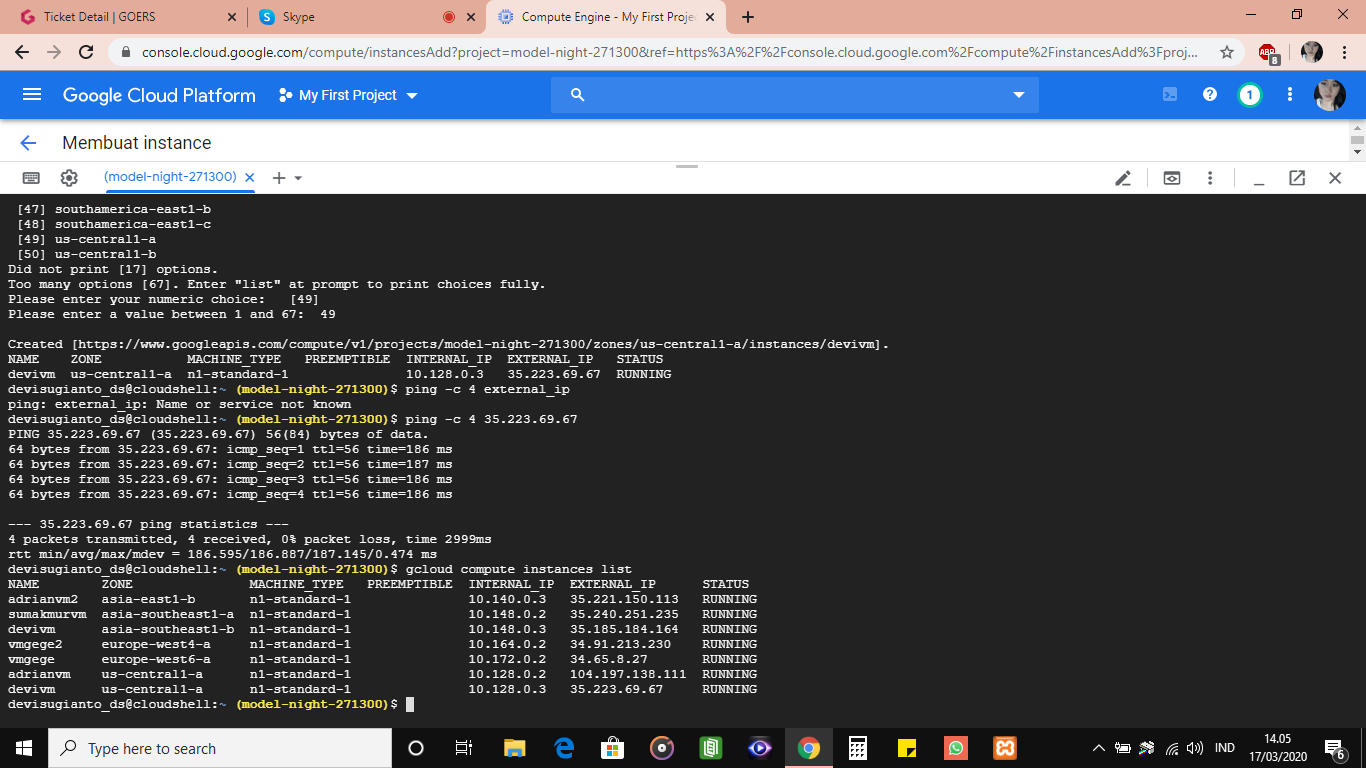 Ticket Detail | GOERS
Skype
Compute Engine - My First Proje
console.cloud.google.com/compute/instancesAdd?project=model-night-271300&ref=https%3A%2F%2Fconsole.cloud.google.com%2Fcompute%2FinstancesAdd%3Fproj...
ABP
8
Google Cloud Platform
My First Project
1
Membuat instance
(model-night-271300)
[47] southamerica-east1-b
[48] southamerica-east1-c
[49] us-central1-a
[50] us-central1-b
Did not print [17] options.
Too many options [67]. Enter "list" at prompt to print choices fully.
Please enter your numeric choice:   [49]
Please enter a value between 1 and 67:  49
Created [https://www.googleapis.com/compute/v1/projects/model-night-271300/zones/us-central1-a/instances/devivm].
NAME    ZONE           MACHINE_TYPE   PREEMPTIBLE  INTERNAL_IP  EXTERNAL_IP   STATUS
devivm  us-central1-a  n1-standard-1               10.128.0.3   35.223.69.67  RUNNING
devisugianto_ds@cloudshell:~ (model-night-271300)$ ping -c 4 external_ip
ping: external_ip: Name or service not known
devisugianto_ds@cloudshell:~ (model-night-271300)$ ping -c 4 35.223.69.67
PING 35.223.69.67 (35.223.69.67) 56(84) bytes of data.
64 bytes from 35.223.69.67: icmp_seq=1 ttl=56 time=186 ms
64 bytes from 35.223.69.67: icmp_seq=2 ttl=56 time=187 ms
64 bytes from 35.223.69.67: icmp_seq=3 ttl=56 time=186 ms
64 bytes from 35.223.69.67: icmp_seq=4 ttl=56 time=186 ms
--- 35.223.69.67 ping statistics ---
4 packets transmitted, 4 received, 0% packet loss, time 2999ms
rtt min/avg/max/mdev = 186.595/186.887/187.145/0.474 ms
devisugianto_ds@cloudshell:~ (model-night-271300)$ gcloud compute instances list
NAME        ZONE               MACHINE_TYPE   PREEMPTIBLE  INTERNAL_IP  EXTERNAL_IP      STATUS
adrianvm2   asia-east1-b       n1-standard-1               10.140.0.3   35.221.150.113   RUNNING
sumakmurvm  asia-southeast1-a  n1-standard-1               10.148.0.2   35.240.251.235   RUNNING
devivm      asia-southeast1-b  n1-standard-1               10.148.0.3   35.185.184.164   RUNNING
vmgege2     europe-west4-a     n1-standard-1               10.164.0.2   34.91.213.230    RUNNING
vmgege      europe-west6-a     n1-standard-1               10.172.0.2   34.65.8.27       RUNNING
adrianvm    us-central1-a      n1-standard-1               10.128.0.2   104.197.138.111  RUNNING
devivm      us-central1-a      n1-standard-1               10.128.0.3   35.223.69.67     RUNNING
devisugianto_ds@cloudshell:~ (model-night-271300)$
Type here to search
IND
14.05
17/03/2020
6